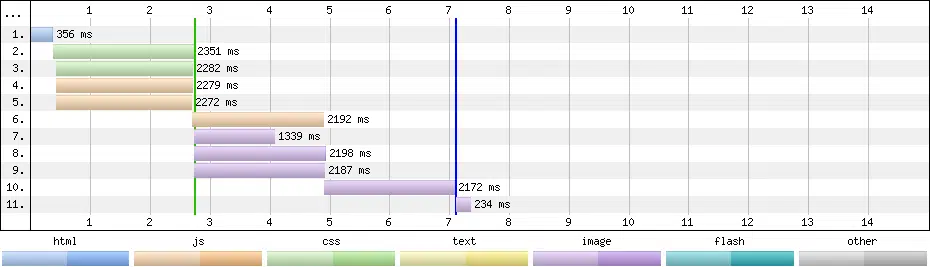 ... 1 2 3 4 5 6 7 8 9 10 11 12 13 14
1. 356 ms
2. 2351 ms
3. 2282 ms
4. 2279 ms
5. 2272 ms
6. 2192 ms
7. 1339 ms
8. 2198 ms
9. 2187 ms
10. 2172 ms
11. 234 ms
1 2 3 4 5 6 7 8 9 10 11 12 13 14
html js css text image flash other